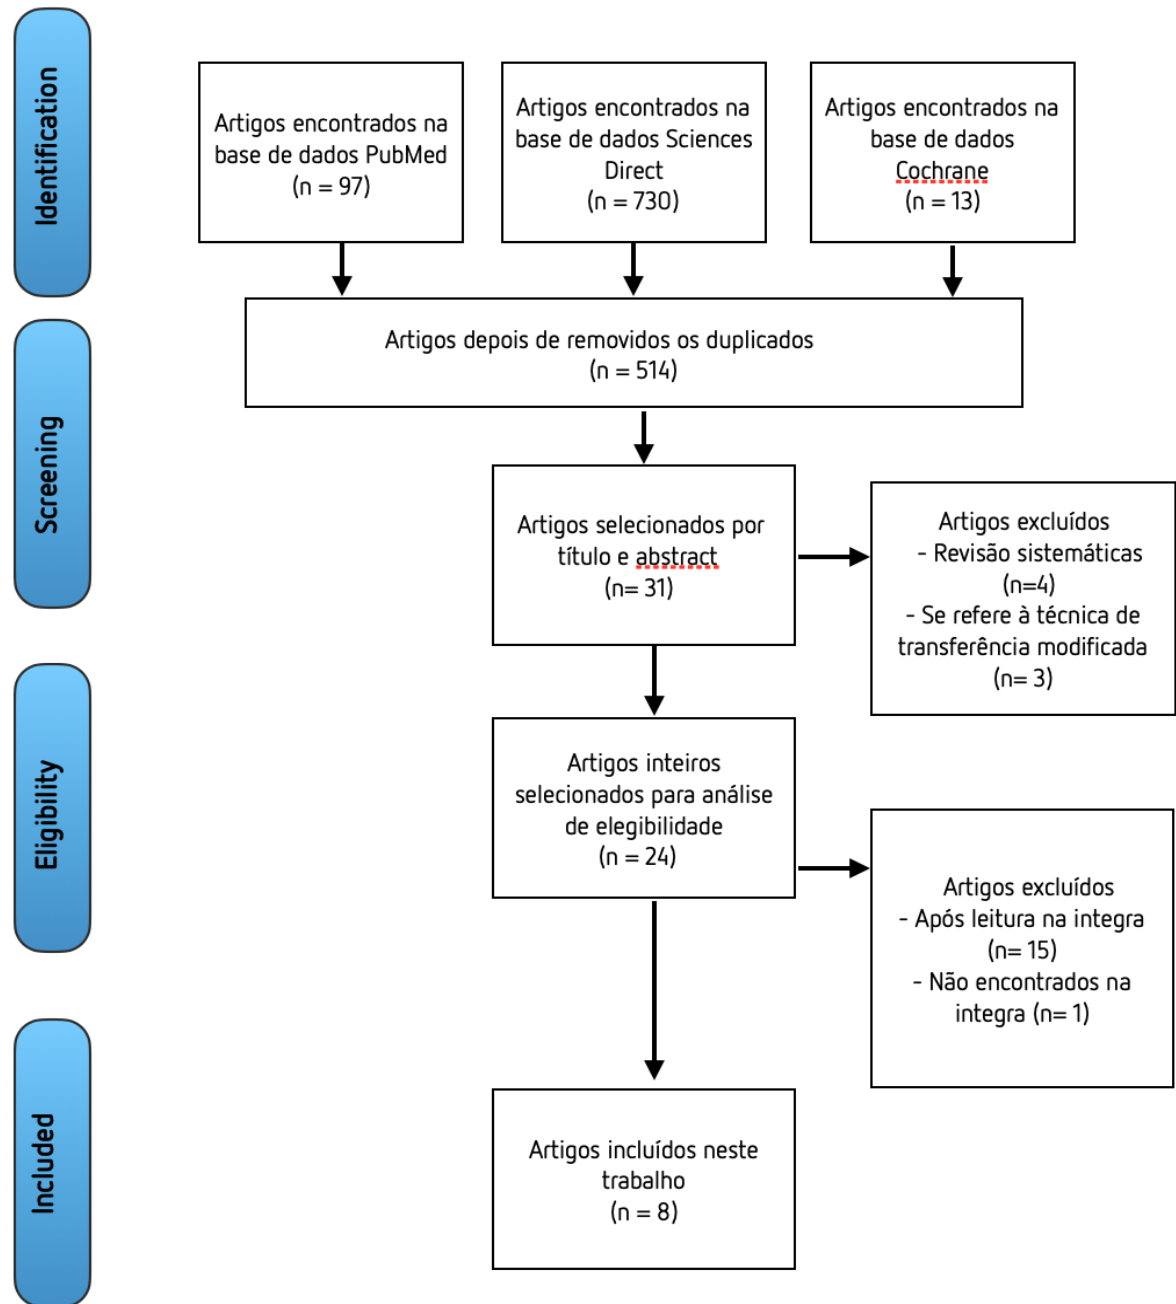 Identification
Artigos encontrados na
base de dados PubMed
(n = 97)
Artigos encontrados na
base de dados Sciences
Direct
(n = 730)
Artigos encontrados na
base de dados
Cochrane
(n = 13)
Artigos depois de removidos os duplicados
(n = 514)
Screening
Artigos selecionados por
título e abstract
(n= 31)
Artigos excluídos
- Revisão sistemáticas
(n=4)
- Se refere à técnica de
transferência modificada
(n= 3)
Eligibility
Artigos inteiros
selecionados para análise
de elegibilidade
(n = 24)
Artigos excluídos
- Após leitura na integra
(n= 15)
- Não encontrados na
integra (n= 1)
Included
Artigos incluídos neste
trabalho
(n = 8)